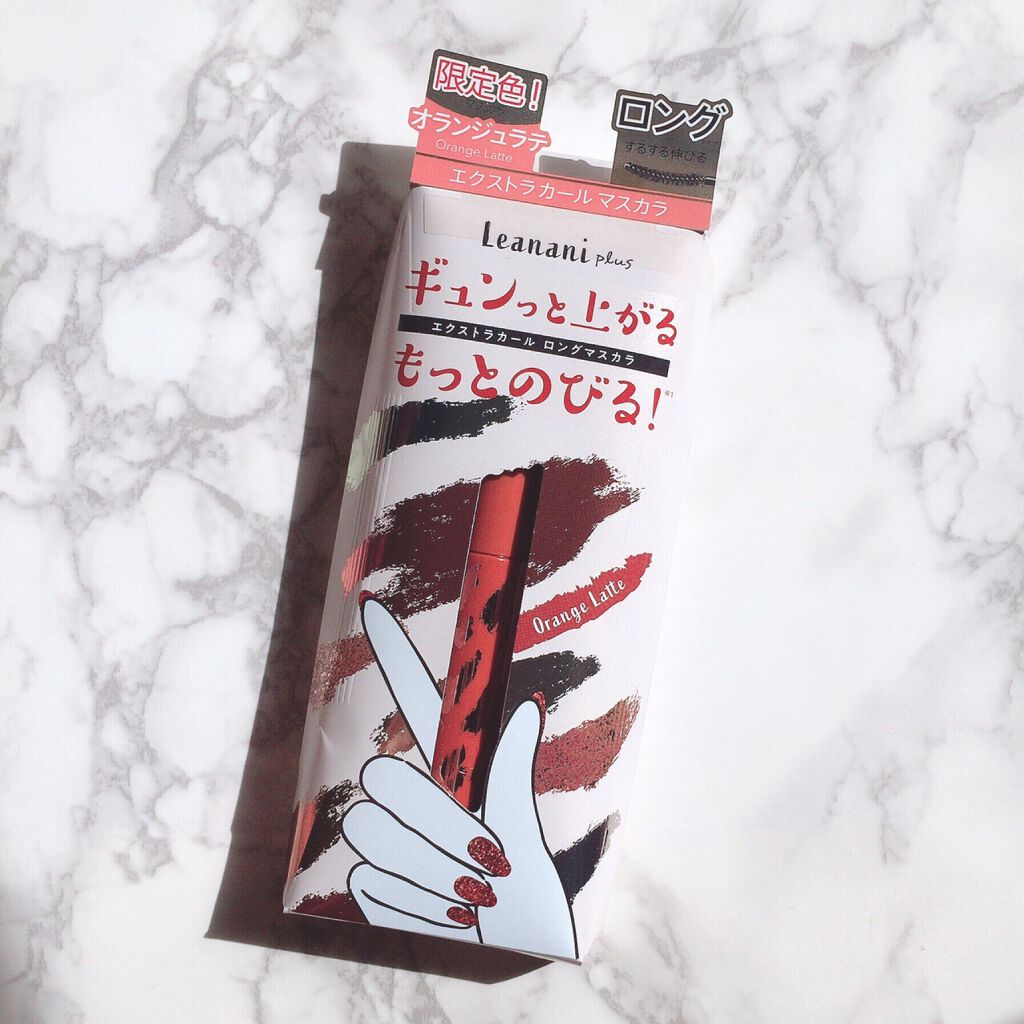 限定色！
オランジュラテ
Orange Latte
ロング
するする伸びる
エクストラカール マスカラ
Leanani plus
ギュンっと上がる
エクストラカール ロングマスカラ
もっとのびる！※1
Orange Latte